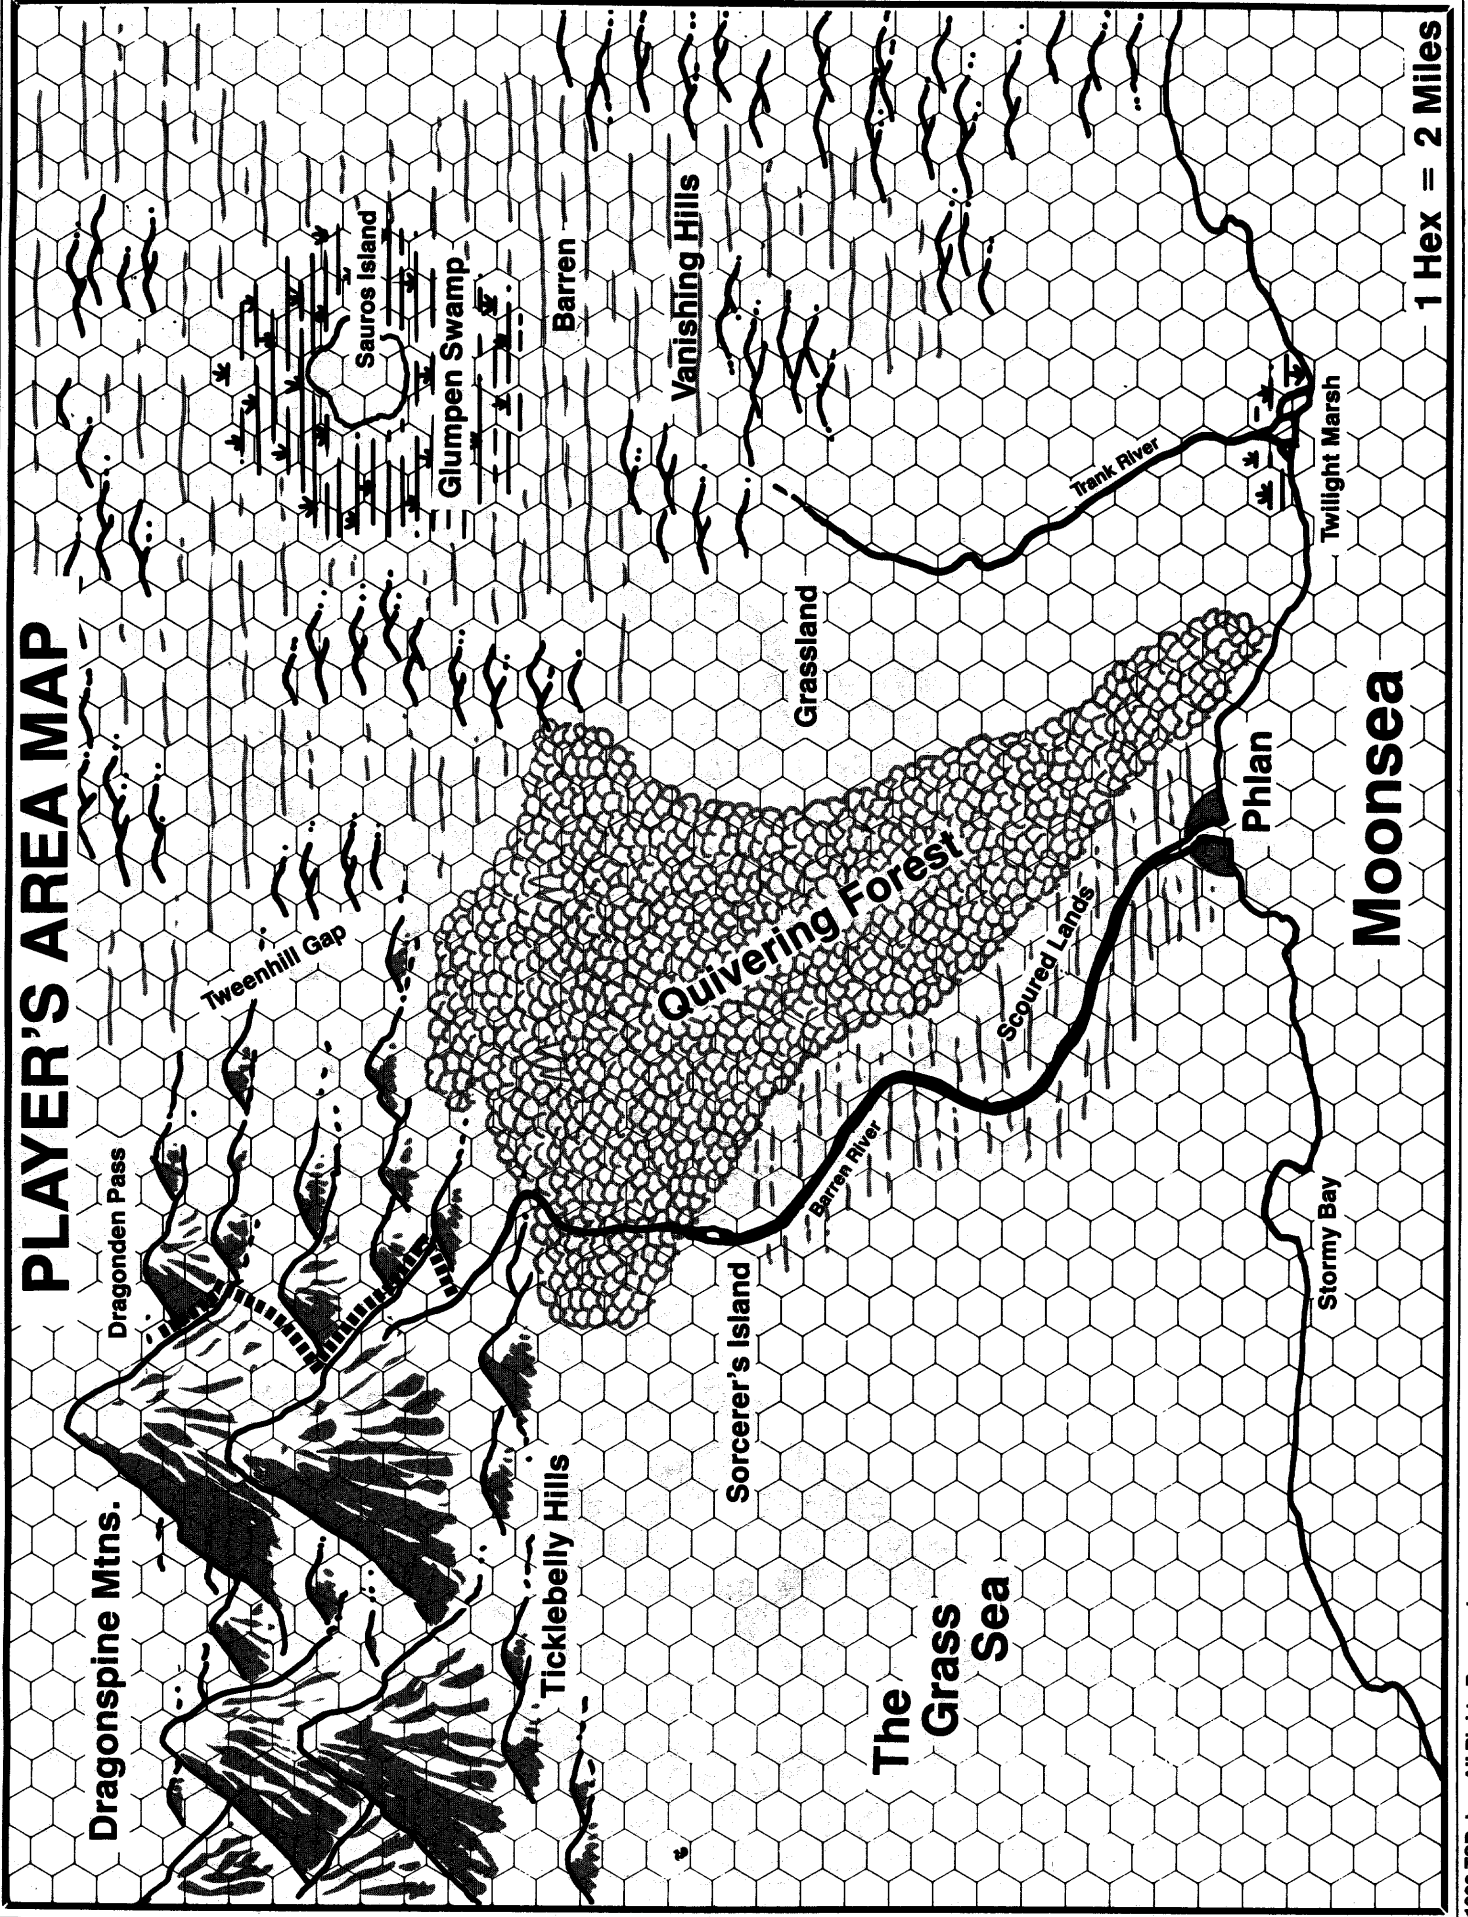 PLAYER'S AREA MAP
Dragonspine Mtns.
Dragonden Pass
Tweenhill Gap
Sauros Island
Glumpen Swamp
Barren
Vanishing Hills
Ticklebelly Hills
Sorcerer's Island
Quivering Forest
Grassland
Barren River
Scoured Lands
Trank River
The
Grass
Sea
Phlan
Twilight Marsh
Stormy Bay
Moonsea
1 Hex = 2 Miles